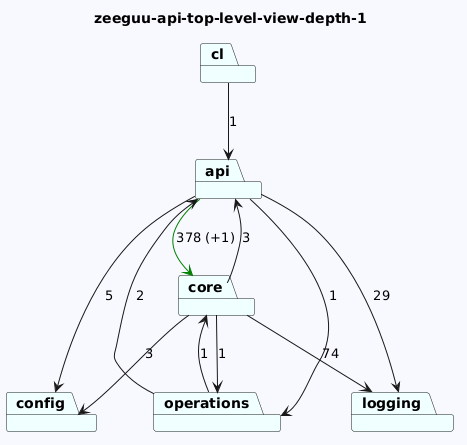 zeeguu-api-top-level-view-depth-1
cl
1
api
378 (+1)
3
core
5
2
1
29
3
1
1
74
config
operations
logging